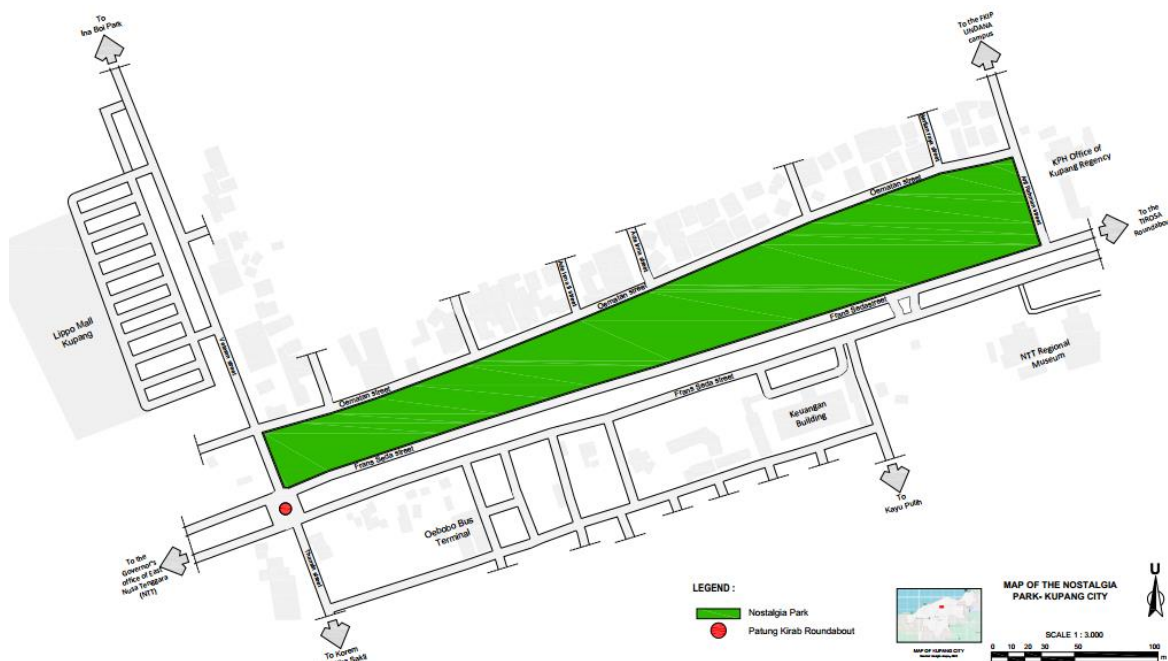 To
Ina Boi Park
To the FKIP
UNDANA
campus
KPH Office of
Kupang Regency
To the
TIROSA
Roundabout
Oematan street
Oematan street
Oematan street
Frans Seda street
Frans Seda street
Lippo Mall
Kupang
NTT Regional
Museum
Keuangan
Building
Oebobo Bus
Terminal
To
Kayu Putih
To the
Governor's
office of East
Nusa Tenggara
(NTT)
To Korem
LEGEND :
Nostalgia Park
Patung Kirab Roundabout
MAP OF KUPANG CITY
MAP OF THE NOSTALGIA
PARK- KUPANG CITY
U
SCALE 1 : 3.000
0 10 20 30 40 50 100
m